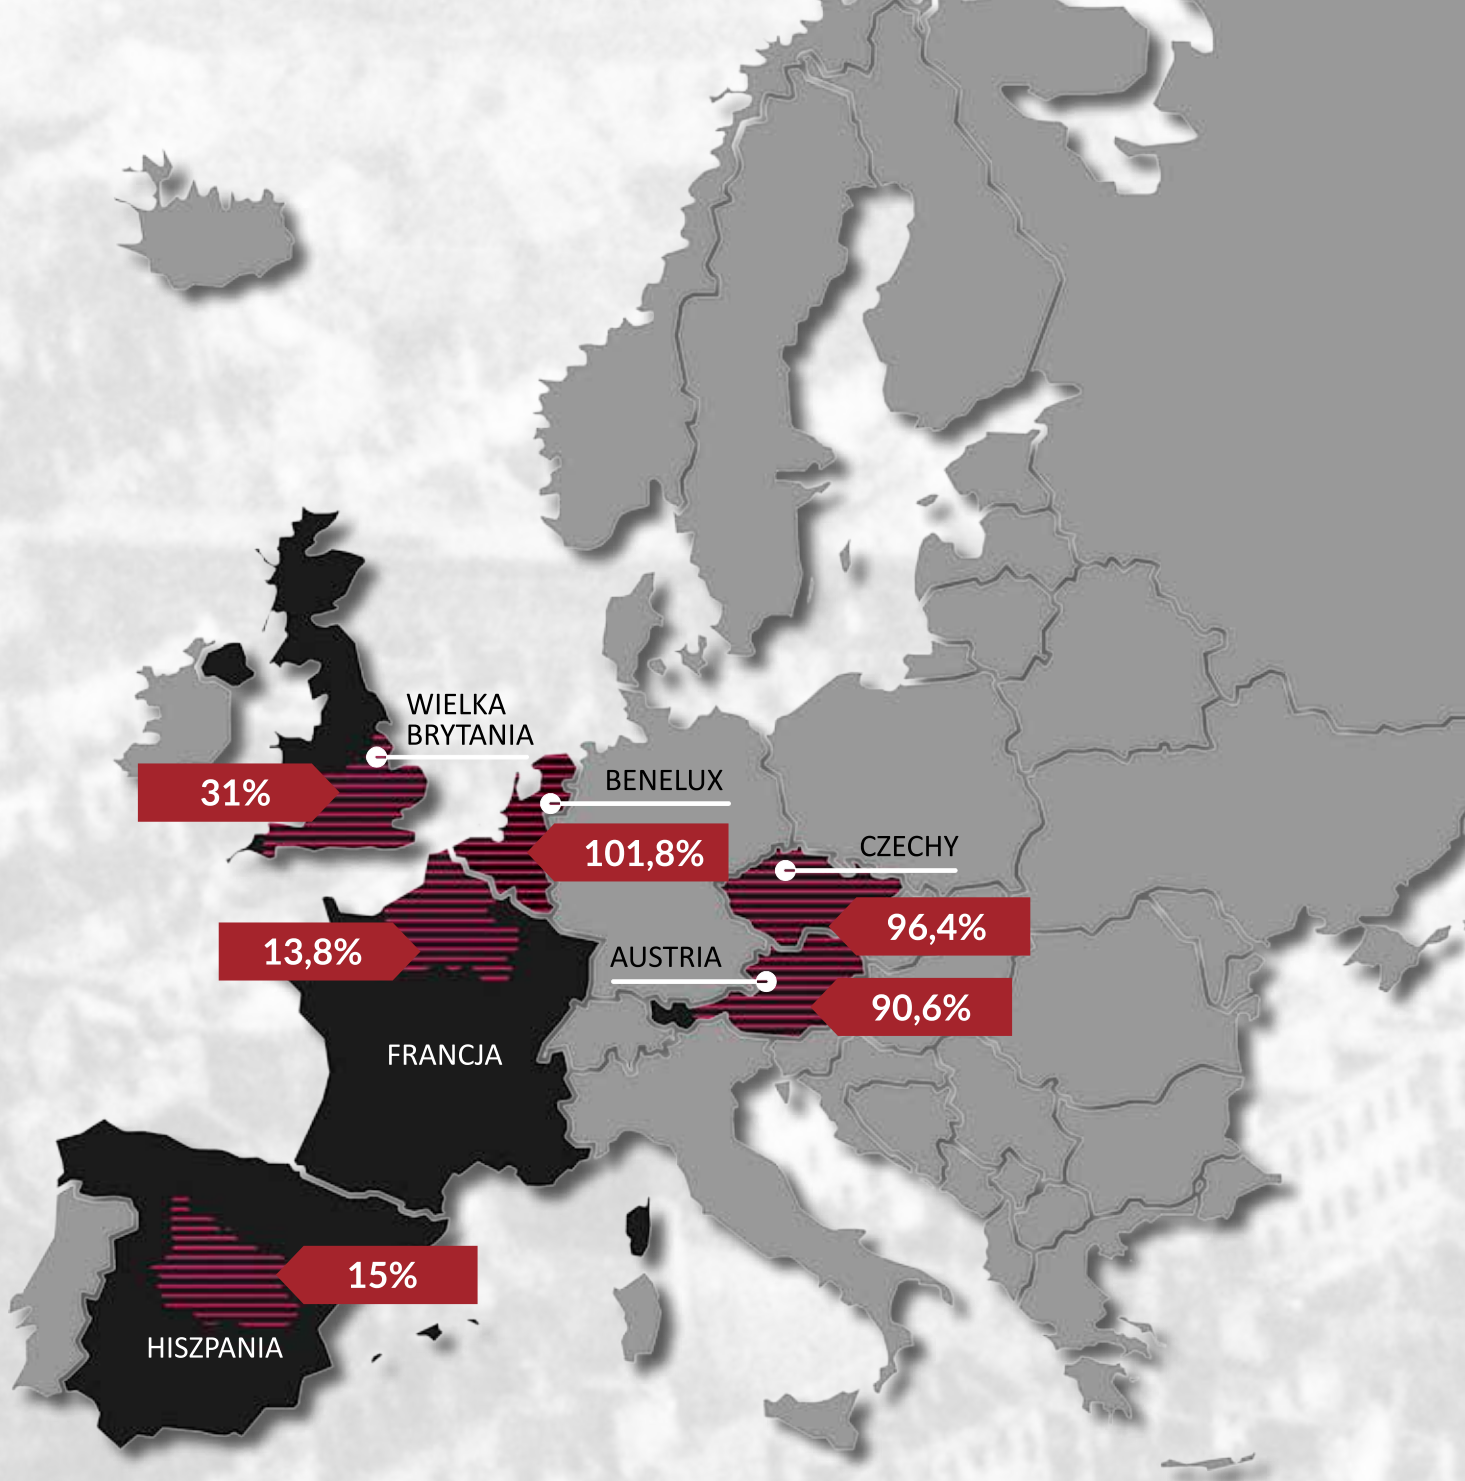 WIELKA
BRYTANIA
31%
BENELUX
101,8%
CZECHY
96,4%
13,8%
AUSTRIA
90,6%
FRANCJA
15%
HISZPANIA